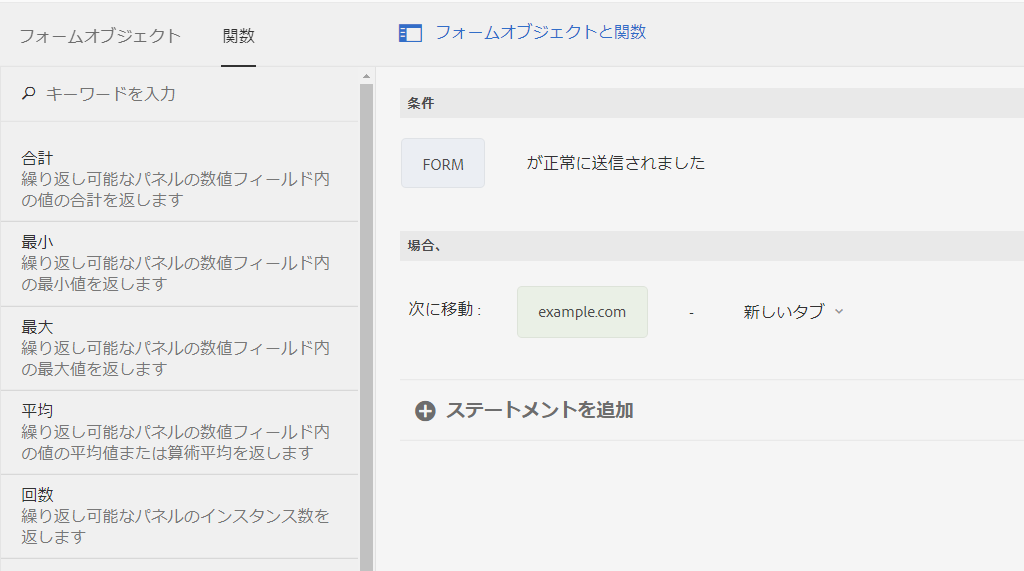 フォームオブジェクト
関数
フォームオブジェクトと関数
キーワードを入力
合計
繰り返し可能なパネルの数値フィールド内
の値の合計を返します
最小
繰り返し可能なパネルの数値フィールド内
の最小値を返します
最大
繰り返し可能なパネルの数値フィールド内
の最大値を返します
平均
繰り返し可能なパネルの数値フィールド内
の値の平均値または算術平均を返します
回数
繰り返し可能なパネルのインスタンス数を
返します
条件
FORM が正常に送信されました
場合、
次に移動 : example.com - 新しいタブ
ステートメントを追加